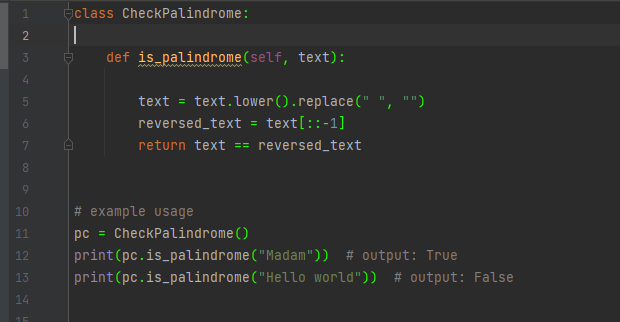 1 class CheckPalindrome:
2
3 def is_palindrome(self, text):
4
5 text = text.lower().replace(" ", "")
6 reversed_text = text[::-1]
7 return text == reversed_text
8
9
10 # example usage
11 pc = CheckPalindrome()
12 print(pc.is_palindrome("Madam"))  # output: True
13 print(pc.is_palindrome("Hello world"))  # output: False
14
15